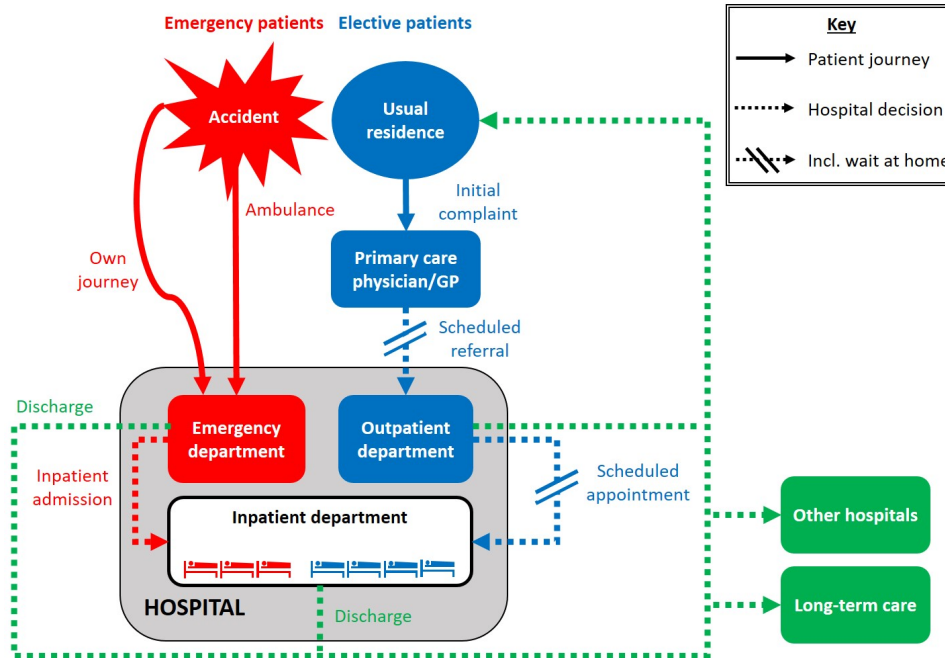 Emergency patients
Elective patients
Key
Patient journey
Hospital decision
Incl. wait at home
Accident
Usual
residence
Ambulance
Initial
complaint
Own
journey
Primary care
physician/GP
Scheduled
referral
Discharge
Emergency
department
Outpatient
department
Inpatient
admission
Scheduled
appointment
Inpatient department
Other hospitals
HOSPITAL
Discharge
Long-term care